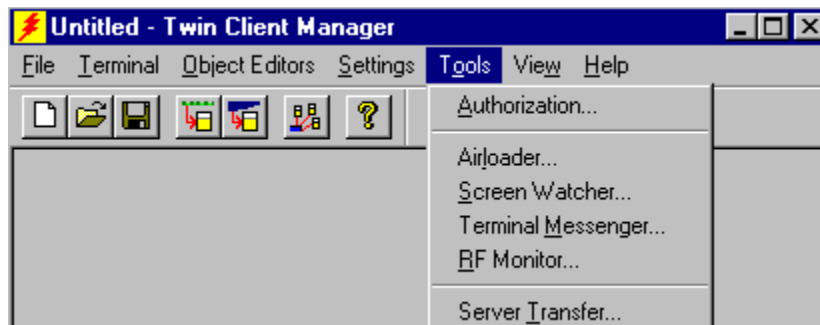 Untitled - Twin Client Manager
File Terminal Object Editors Settings Tools View Help
Authorization...
Airloader...
Screen Watcher...
Terminal Messenger...
RF Monitor...
Server Transfer...